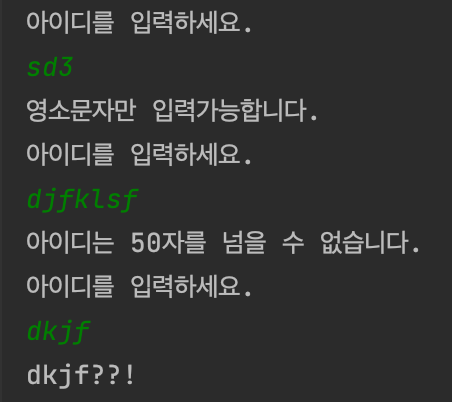 아이디를 입력하세요.
sd3
영소문자만 입력가능합니다.
아이디를 입력하세요.
djfklsf
아이디는 50자를 넘을 수 없습니다.
아이디를 입력하세요.
dkjf
dkjf??!